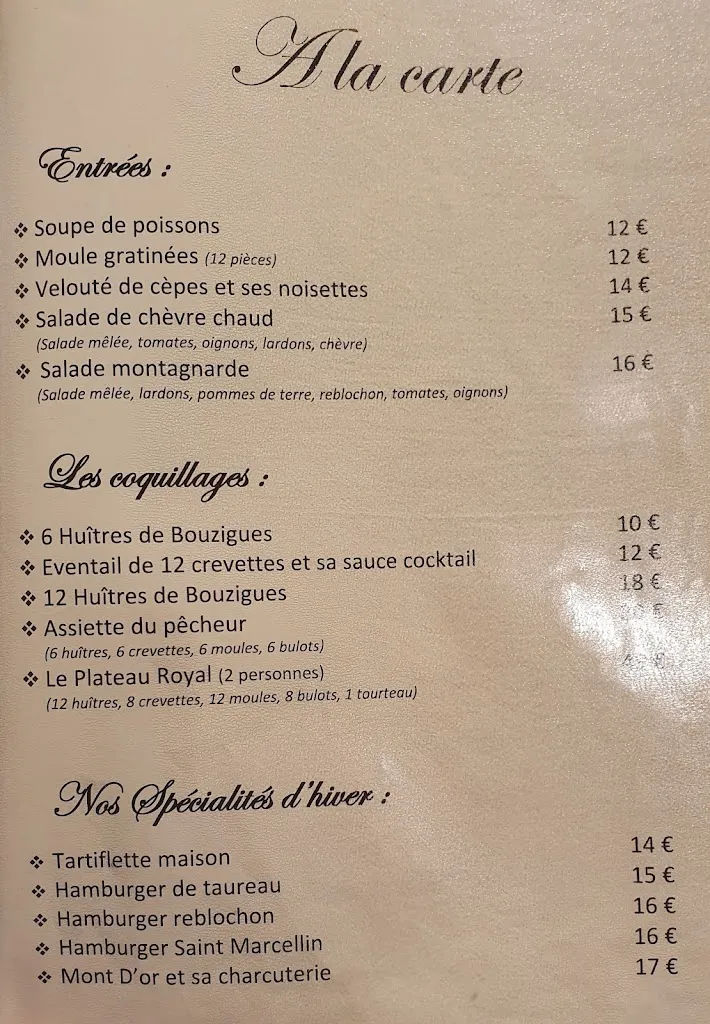 A la carte
Entrées :
❖ Soupe de poissons 12 €
❖ Moule gratinées (12 pièces) 12 €
❖ Velouté de cèpes et ses noisettes 14 €
❖ Salade de chèvre chaud 15 €
(Salade mêlée, tomates, oignons, lardons, chèvre)
❖ Salade montagnarde 16 €
(Salade mêlée, lardons, pommes de terre, reblochon, tomates, oignons)
Les coquillages :
❖ 6 Huîtres de Bouzigues 10 €
❖ Eventail de 12 crevettes et sa sauce cocktail 12 €
❖ 12 Huîtres de Bouzigues 18 €
❖ Assiette du pêcheur €
(6 huîtres, 6 crevettes, 6 moules, 6 bulots)
❖ Le Plateau Royal (2 personnes) €
(12 huîtres, 8 crevettes, 12 moules, 8 bulots, 1 tourteau)
Nos Spécialités d'hiver :
❖ Tartiflette maison 14 €
❖ Hamburger de taureau 15 €
❖ Hamburger reblochon 16 €
❖ Hamburger Saint Marcellin 16 €
❖ Mont D'or et sa charcuterie 17 €